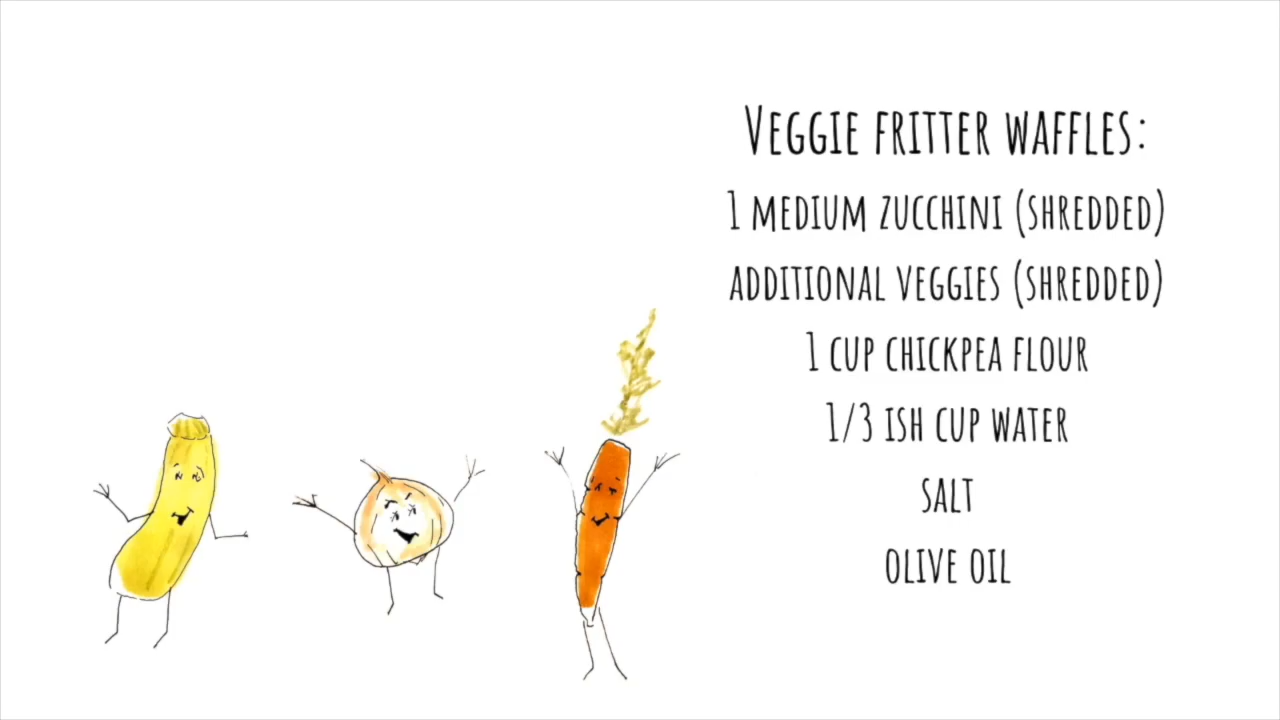 VEGGIE FRITTER WAFFLES:
1 MEDIUM ZUCCHINI (SHREDDED)
ADDITIONAL VEGGIES (SHREDDED)
1 CUP CHICKPEA FLOUR
1/3 ISH CUP WATER
SALT
OLIVE OIL